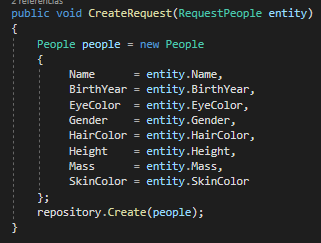 2 referencias
public void CreateRequest(RequestPeople entity)
{
People people = new People
{
Name = entity.Name,
BirthYear = entity.BirthYear,
EyeColor = entity.EyeColor,
Gender = entity.Gender,
HairColor = entity.HairColor,
Height = entity.Height,
Mass = entity.Mass,
SkinColor = entity.SkinColor
};
repository.Create(people);
}